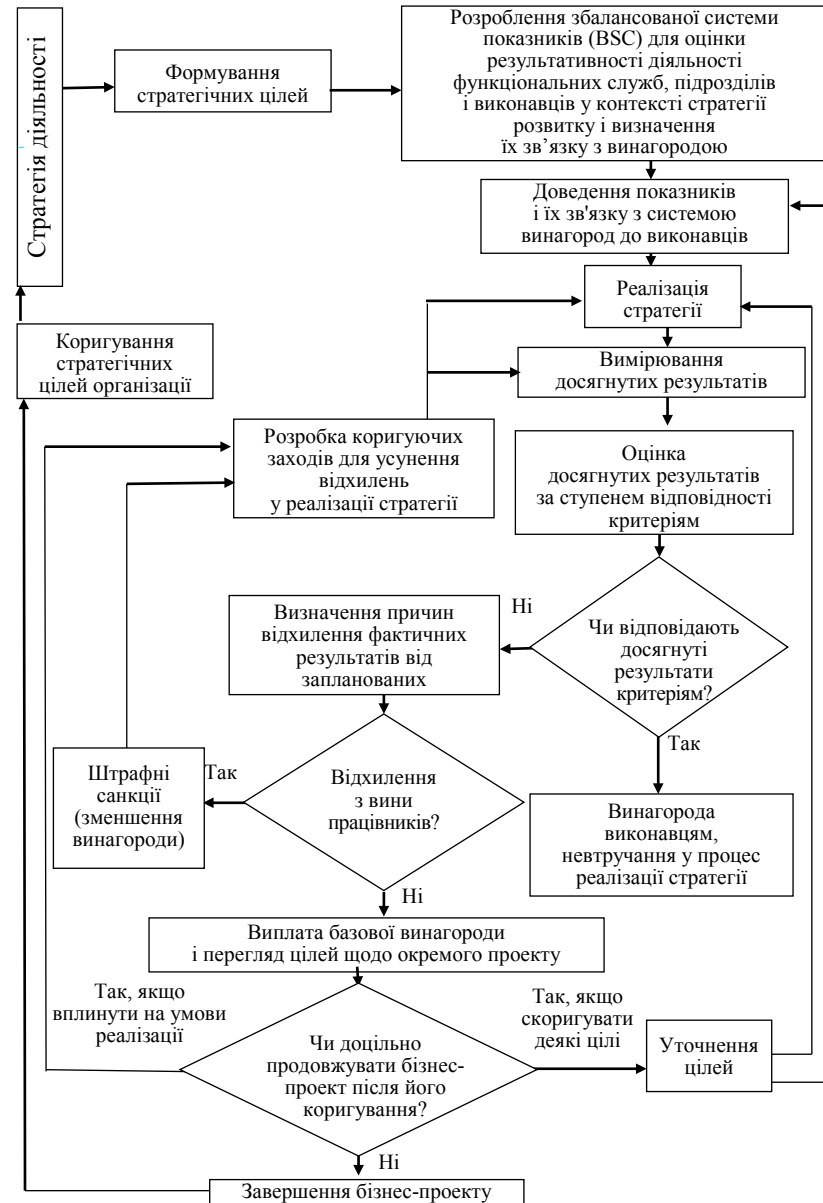 Стратегія діяльності
Формування
стратегічних цілей
Розроблення збалансованої системи
показників (BSC) для оцінки
результативності діяльності
функціональних служб, підрозділів
і виконавців у контексті стратегії
розвитку і визначення
їх зв’язку з винагородою
Доведення показників
і їх зв'язку з системою
винагород до виконавців
Реалізація
стратегії
Коригування
стратегічних
цілей організації
Вимірювання
досягнутих результатів
Розробка коригуючих
заходів для усунення
відхилень
у реалізації стратегії
Оцінка
досягнутих результатів
за ступенем відповідності
критеріям
Визначення причин
відхилення фактичних
результатів від
запланованих
Ні
Чи відповідають
досягнуті
результати
критеріям?
Так
Штрафні
санкції
(зменшення
винагороди)
Так
Відхилення
з вини
працівників?
Винагорода
виконавцям,
невтручання у процес
реалізації стратегії
Ні
Виплата базової винагороди
і перегляд цілей щодо окремого проекту
Так, якщо
вплинути на умови
реалізації
Так, якщо
скоригувати
деякі цілі
Чи доцільно
продовжувати бізнес-
проект після його
коригування?
Уточнення
цілей
Ні
Завершення бізнес-проекту